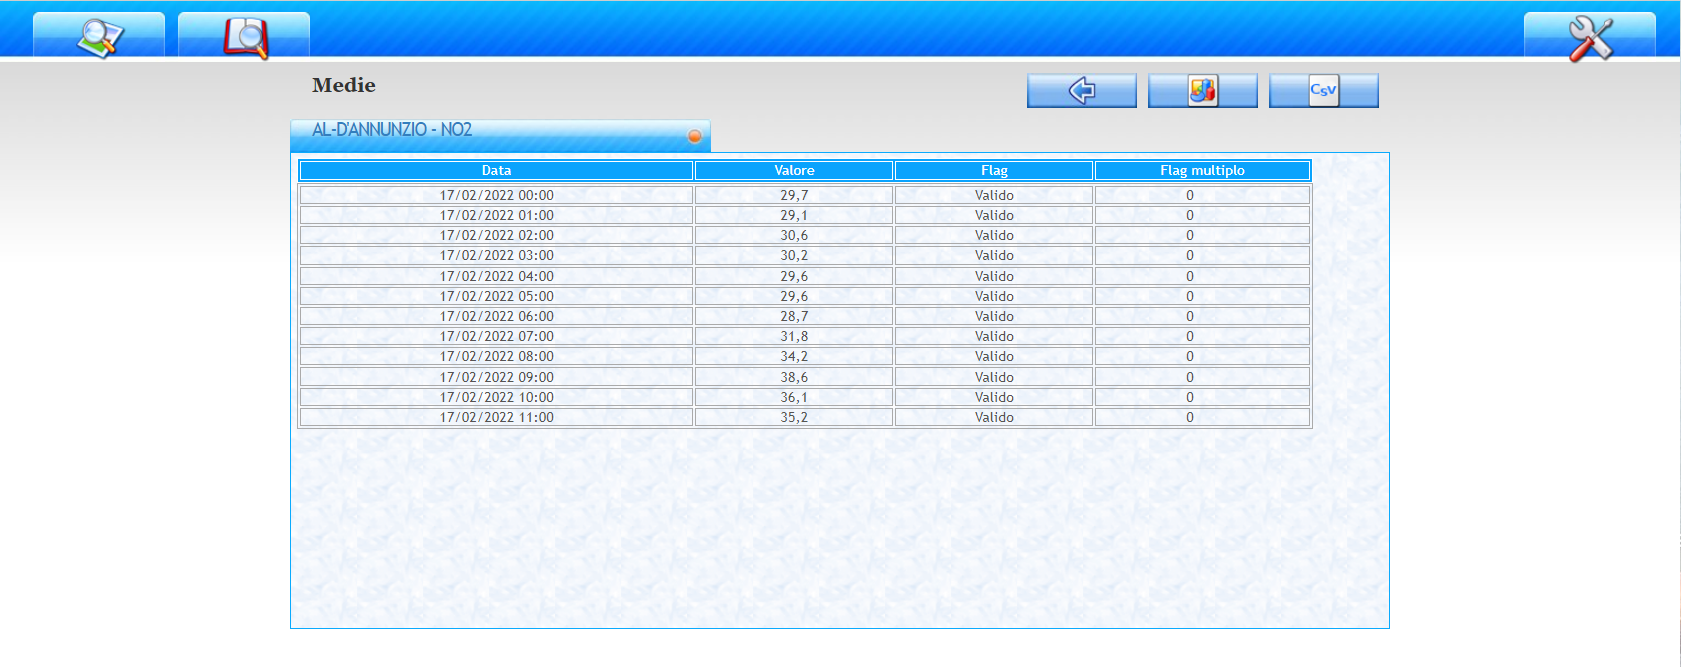 Medie
CSV
AL-D'ANNUNZIO - NO2
Data Valore Flag Flag multiplo
17/02/2022 00:00 29,7 Valido 0
17/02/2022 01:00 29,1 Valido 0
17/02/2022 02:00 30,6 Valido 0
17/02/2022 03:00 30,2 Valido 0
17/02/2022 04:00 29,6 Valido 0
17/02/2022 05:00 29,6 Valido 0
17/02/2022 06:00 28,7 Valido 0
17/02/2022 07:00 31,8 Valido 0
17/02/2022 08:00 34,2 Valido 0
17/02/2022 09:00 38,6 Valido 0
17/02/2022 10:00 36,1 Valido 0
17/02/2022 11:00 35,2 Valido 0